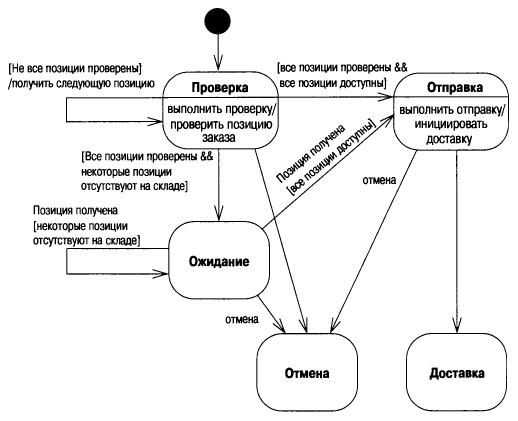 [Не все позиции проверены]
/получить следующую позицию
[все позиции проверены &&
все позиции доступны]
Проверка
выполнить проверку/
проверить позицию
заказа
Отправка
выполнить отправку/
инициировать
доставку
[Все позиции проверены &&
некоторые позиции
отсутствуют на складе]
Позиция получена
[все позиции доступны]
отмена
Позиция получена
[некоторые позиции
отсутствуют на складе]
Ожидание
отмена
Отмена
Доставка